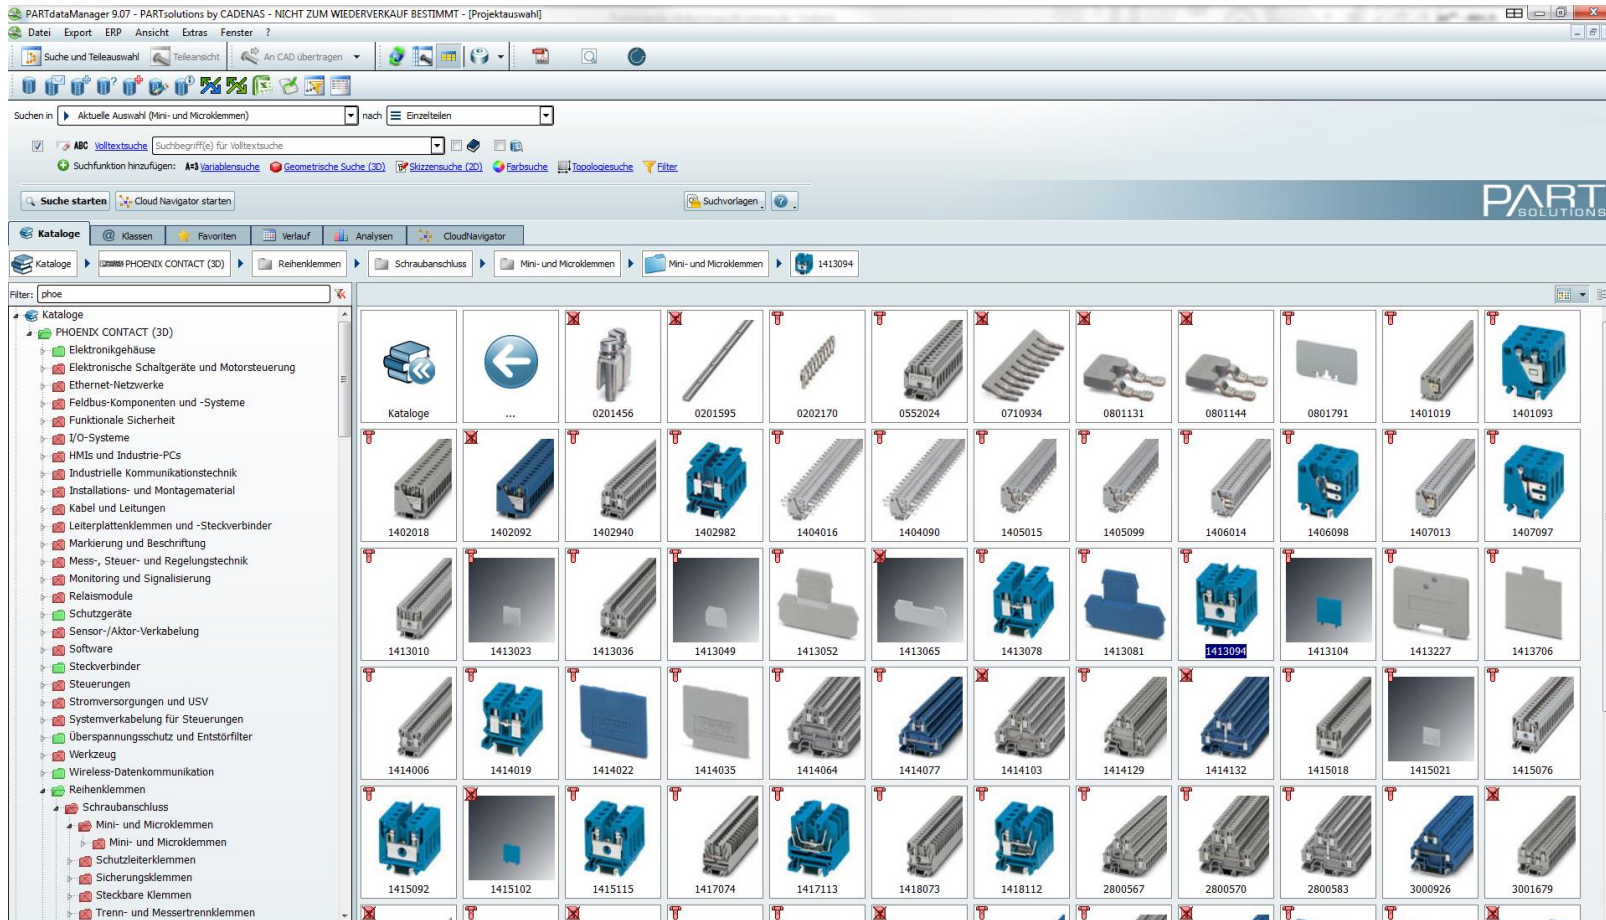 PARTdataManager 9.07 - PARTsolutions by CADENAS - NICHT ZUM WIEDERVERKAUF BESTIMMT - [Projektauswahl]
Datei Export ERP Ansicht Extras Fenster ?
Suche und Teileauswahl Teileansicht An CAD übertragen
Suchen in Aktuelle Auswahl (Mini- und Microklemmen) nach Einzelteilen
ABC Volltextsuche Suchbegriff(e) für Volltextsuche
Suchfunktion hinzufügen: A=3 Variablensuche Geometrische Suche (3D) Skizzensuche (2D) Farbsuche Topologiesuche Filter
Suche starten Cloud Navigator starten Suchvorlagen
PART
SOLUTIONS
Kataloge Klassen Favoriten Verlauf Analysen CloudNavigator
Kataloge PHOENIX CONTACT (3D) Reihenklemmen Schraubanschluss Mini- und Microklemmen Mini- und Microklemmen 1413094
Filter: phoe
Kataloge
PHOENIX CONTACT (3D)
Elektronikgehäuse
Elektronische Schaltgeräte und Motorsteuerung
Ethernet-Netzwerke
Feldbus-Komponenten und -Systeme
Funktionale Sicherheit
I/O-Systeme
HMIs und Industrie-PCs
Industrielle Kommunikationstechnik
Installations- und Montagematerial
Kabel und Leitungen
Leiterplattenklemmen und -Steckverbinder
Markierung und Beschriftung
Mess-, Steuer- und Regelungstechnik
Monitoring und Signalisierung
Relaismodule
Schutzgeräte
Sensor-/Aktor-Verkabelung
Software
Steckverbinder
Steuerungen
Stromversorgungen und USV
Systemverkabelung für Steuerungen
Überspannungsschutz und Entstörfilter
Werkzeug
Wireless-Datenkommunikation
Reihenklemmen
Schraubanschluss
Mini- und Microklemmen
Mini- und Microklemmen
Schutzleiterklemmen
Sicherungsklemmen
Steckbare Klemmen
Trenn- und Messertrennklemmen
Kataloge ... 0201456 0201595 0202170 0552024 0710934 0801131 0801144 0801791 1401019 1401093
1402018 1402092 1402940 1402982 1404016 1404090 1405015 1405099 1406014 1406098 1407013 1407097
1413010 1413023 1413036 1413049 1413052 1413065 1413078 1413081 1413094 1413104 1413227 1413706
1414006 1414019 1414022 1414035 1414064 1414077 1414103 1414129 1414132 1415018 1415021 1415076
1415092 1415102 1415115 1417074 1417113 1418073 1418112 2800567 2800570 2800583 3000926 3001679